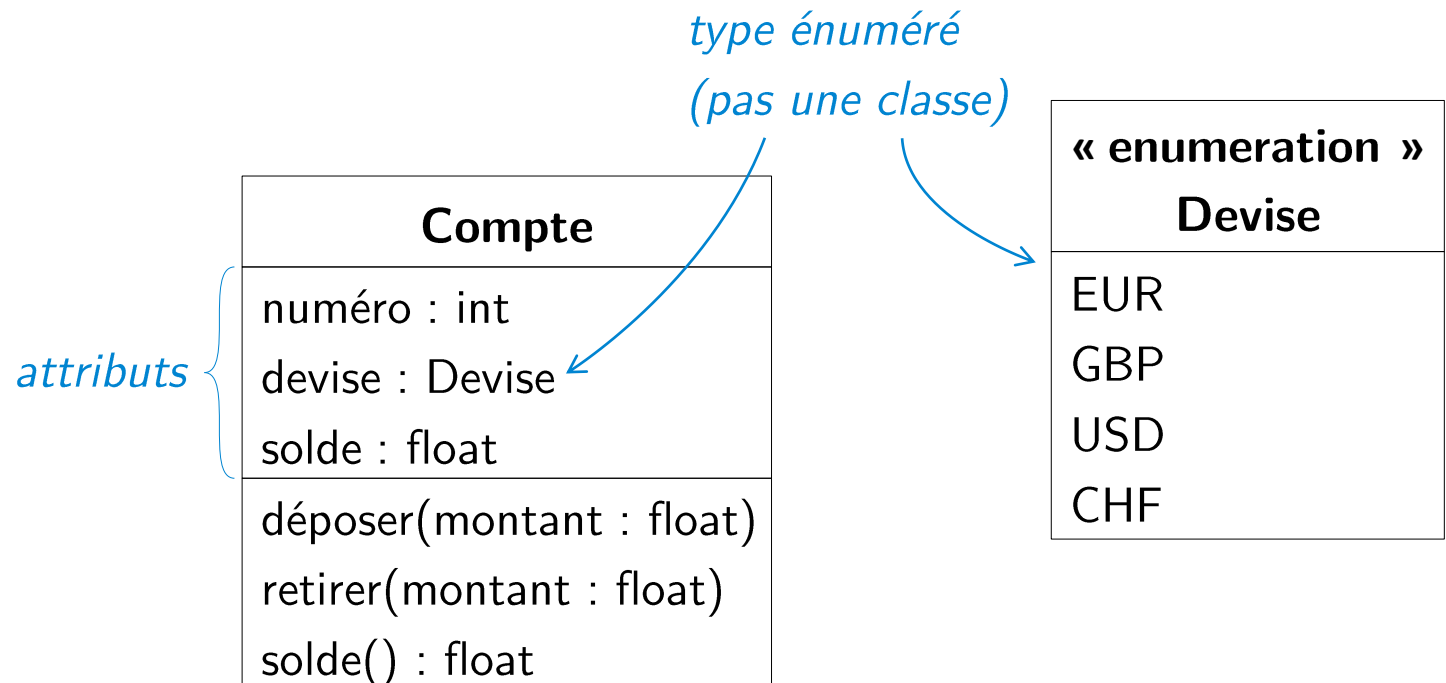 type énuméré
(pas une classe)
« enumeration »
Devise
EUR
GBP
USD
CHF
Compte
attributs
numéro : int
devise : Devise
solde : float
déposer(montant : float)
retirer(montant : float)
solde() : float